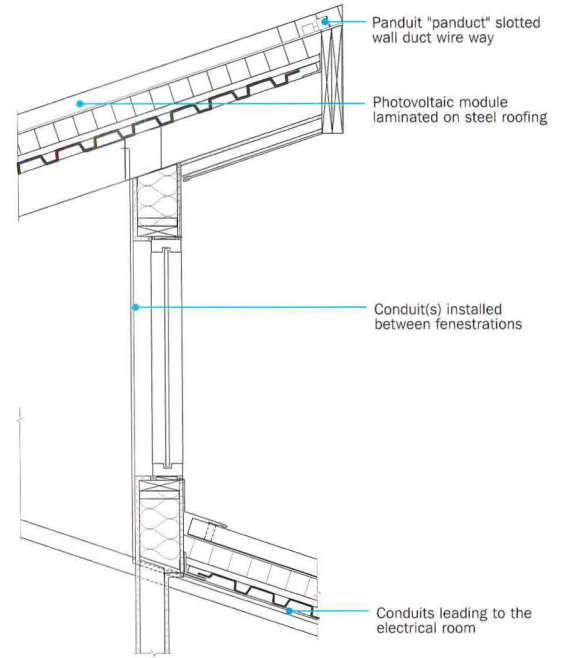 Panduit "panduct" slotted
wall duct wire way
Photovoltaic module
laminated on steel roofing
Conduit(s) installed
between fenestrations
Conduits leading to the
electrical room